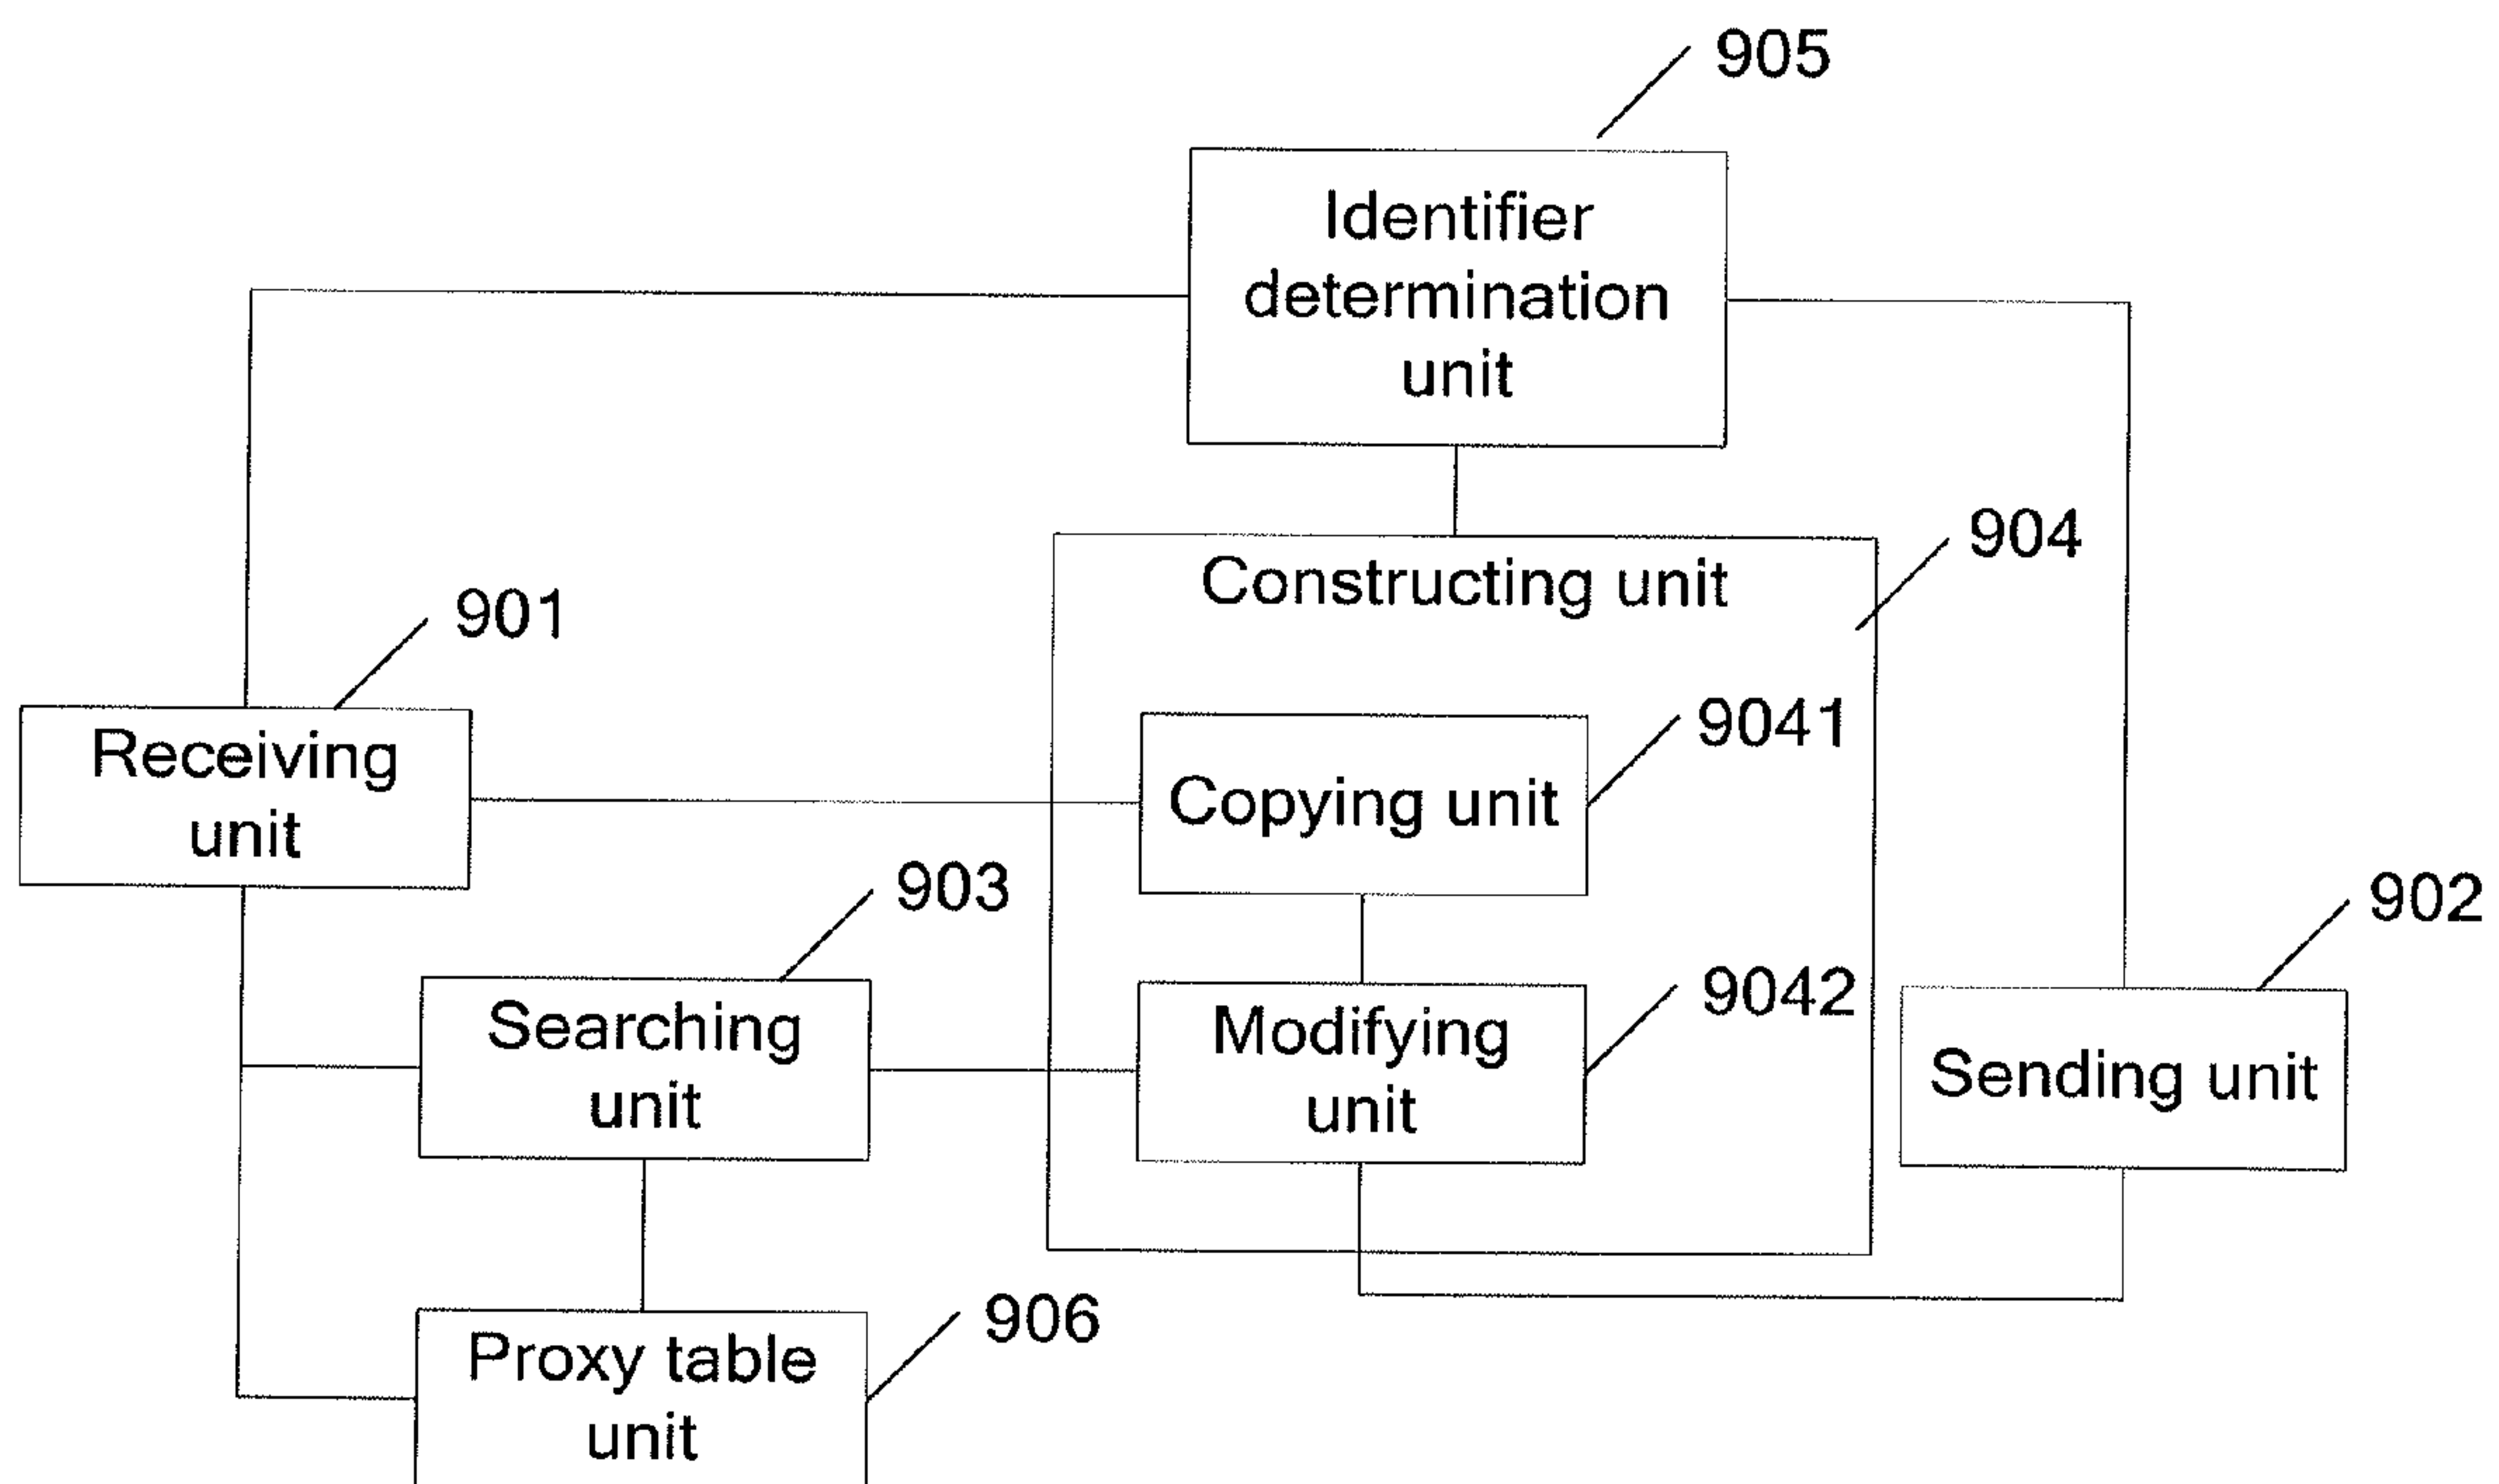 905
Identifier
determination
unit
904
Constructing unit
901
Receiving
unit
9041
Copying unit
903
902
Searching
unit
9042
Modifying
unit
Sending unit
906
Proxy table
unit